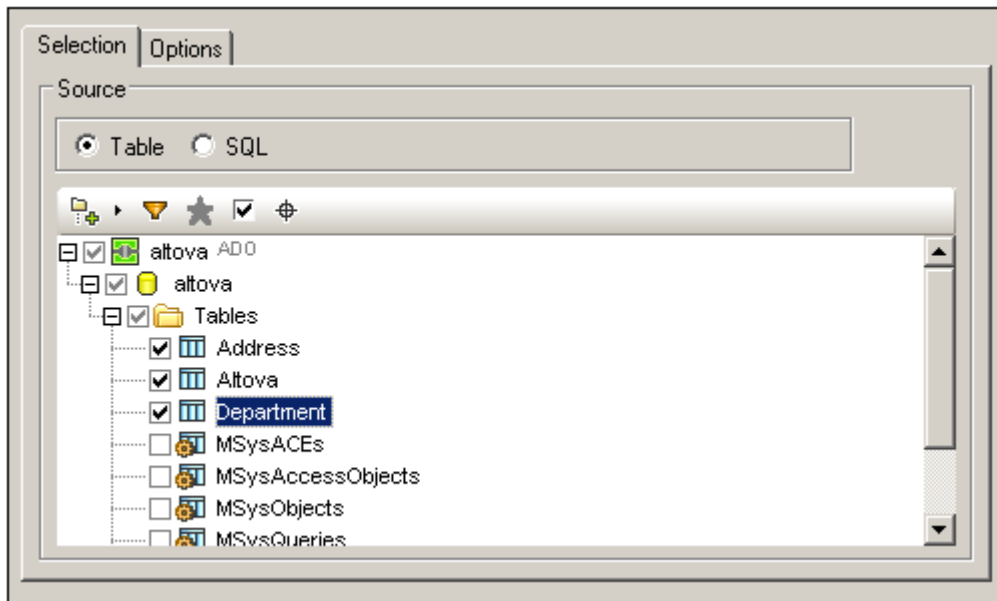 Selection Options
Source
Table SQL
altova ADO
altova
Tables
Address
Altova
Department
MSysACEs
MSysAccessObjects
MSysObjects
MSysQueries